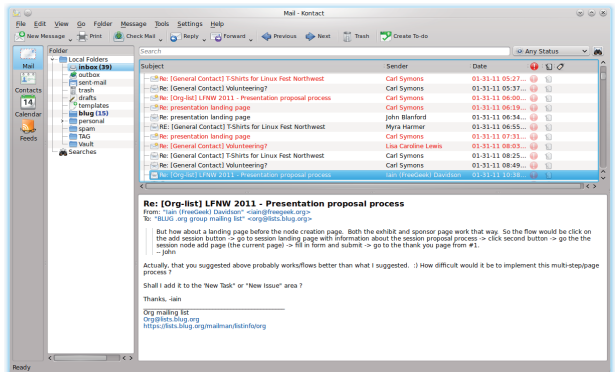 Mail - Kontact
File Edit View Go Folder Message Tools Settings Help
New Message Print Check Mail Reply Forward Previous Next Trash Create To-do
Mail
Contacts
14
Calendar
Feeds
Folder
Local Folders
inbox (39)
outbox
sent-mail
trash
drafts
templates
blug (15)
personal
spam
TAG
Vault
Searches
Search Any Status
Subject Sender Date
Re: [General Contact] T-Shirts for Linux Fest Northwest Carl Symons 01-31-11 05:27...
Re: [General Contact] Volunteering? Carl Symons 01-31-11 05:37...
Re: [Org-list] LFNW 2011 - Presentation proposal process Carl Symons 01-31-11 06:00...
Re: presentation landing page Carl Symons 01-31-11 06:19...
Re: presentation landing page John Blanford 01-31-11 06:34...
RE: [General Contact] T-Shirts for Linux Fest Northwest Myra Harmer 01-31-11 06:55...
Re: presentation landing page Carl Symons 01-31-11 07:31...
Re: [General Contact] Volunteering? Lisa Caroline Lewis 01-31-11 08:03...
Re: [General Contact] T-Shirts for Linux Fest Northwest Carl Symons 01-31-11 08:25...
Re: [General Contact] Volunteering? Carl Symons 01-31-11 08:49...
Re: [Org-list] LFNW 2011 - Presentation proposal process Iain (FreeGeek) Davidson 01-31-11 10:38...
Re: [Org-list] LFNW 2011 - Presentation proposal process
From: "Iain (FreeGeek) Davidson" <iain@freegeek.org>
To: "BLUG .org group mailing list" <org@lists.blug.org>
But how about a landing page before the node creation page. Both the exhibit and sponsor page work that way. So the flow would be click on
the add session button -> go to session landing page with information about the session proposal process -> click second button -> go the the
session node add page (the current page) -> fill in form and submit -> go to the thank you page from #1.
-- John
Actually, that you suggested above probably works/flows better than what I suggested. :) How difficult would it be to implement this multi-step/page
process ?
Shall I add it to the 'New Task" or "New Issue" area ?
Thanks, -iain
Org mailing list
Org@lists.blug.org
https://lists.blug.org/mailman/listinfo/org
Ready